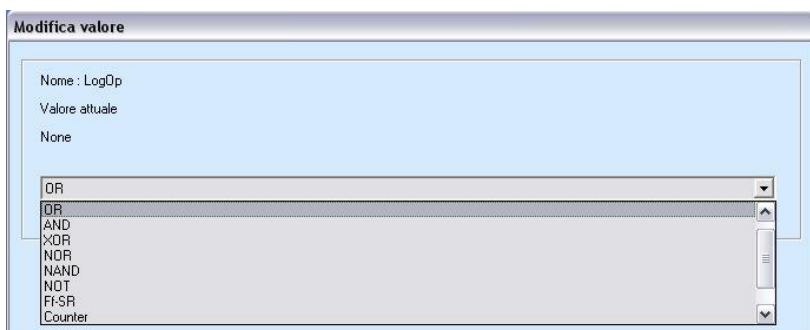 Modifica valore
Nome : LogOp
Valore attuale
None
OR
OR
AND
XOR
NOR
NAND
NOT
Ff-SR
Counter